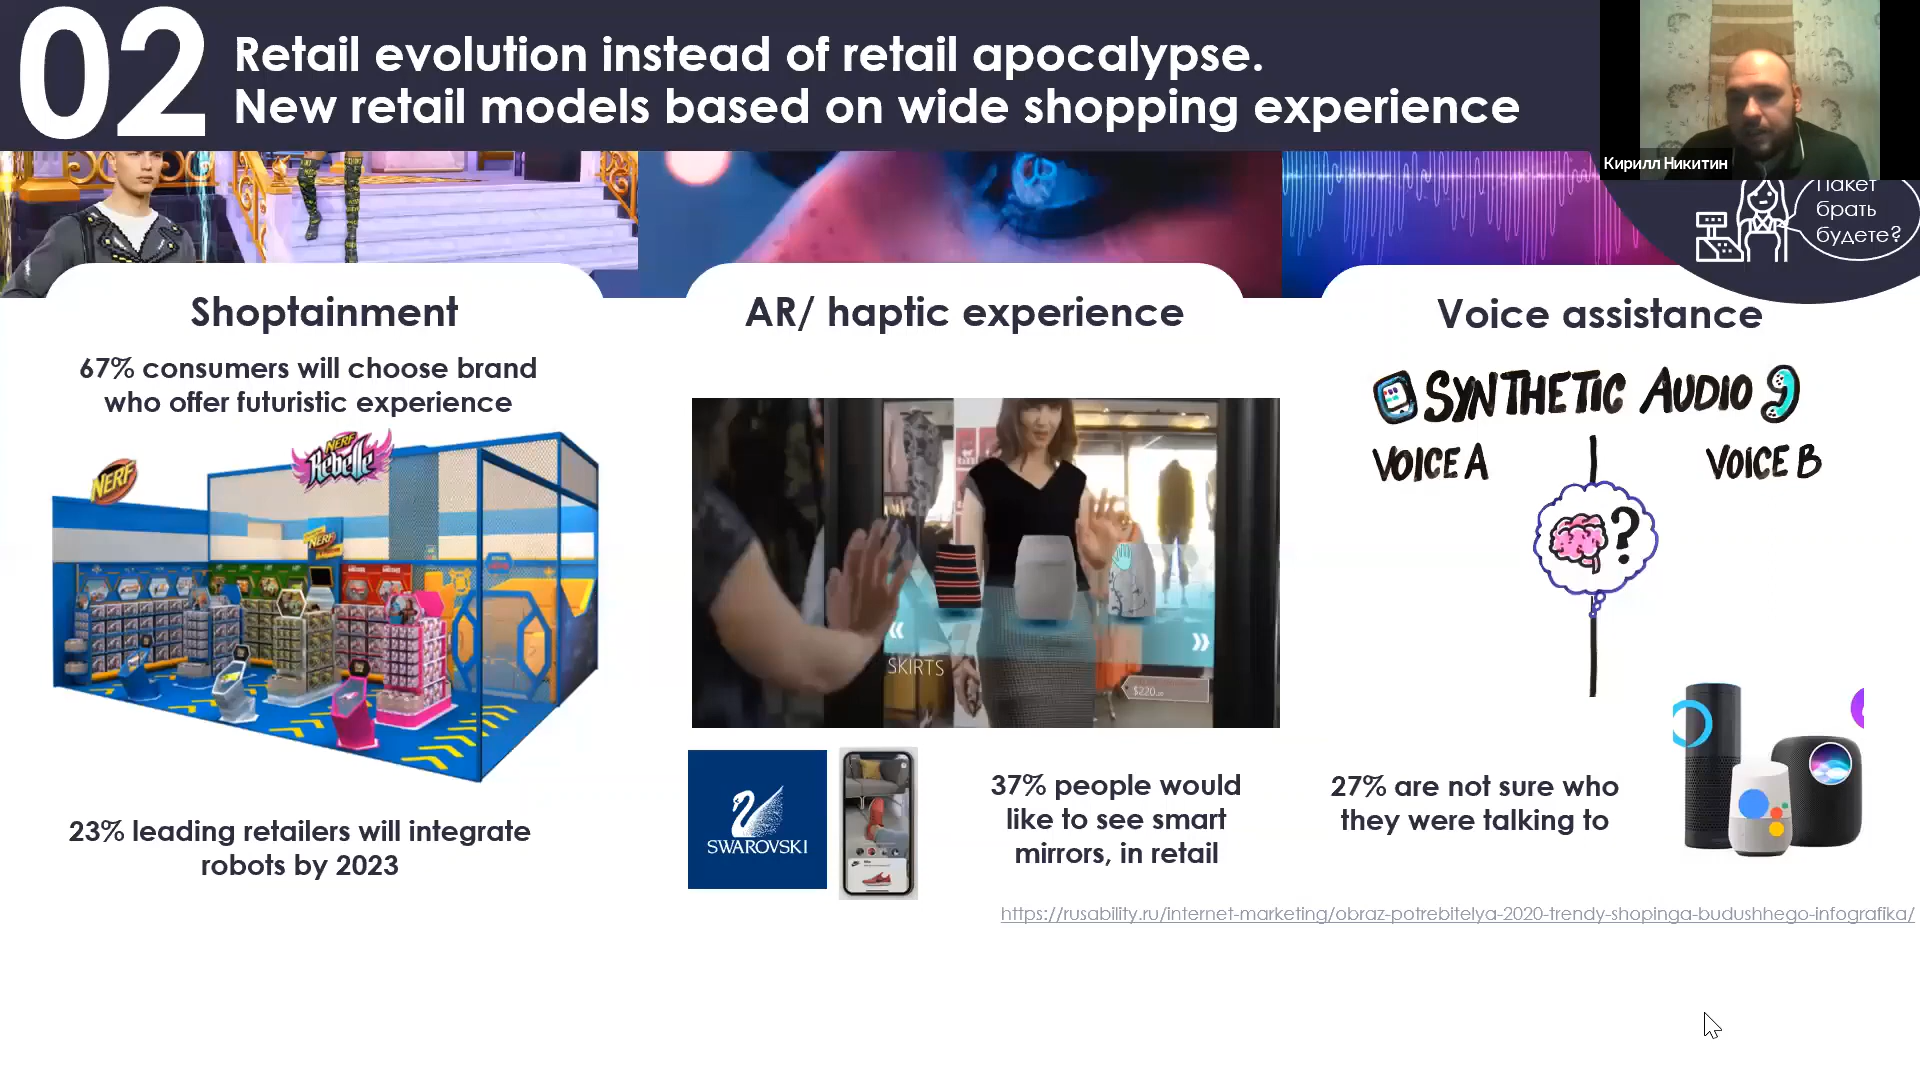 02
Retail evolution instead of retail apocalypse.
New retail models based on wide shopping experience
Кирилл Никитин
Пакет
брать
будете?
Shoptainment
67% consumers will choose brand
who offer futuristic experience
NERF
NERF
Rebelle
NERF
23% leading retailers will integrate
robots by 2023
AR/ haptic experience
SKIRTS
$220.00
SWAROVSKI
37% people would
like to see smart
mirrors, in retail
Voice assistance
SYNTHETIC AUDIO
VOICE A
VOICE B
?
27% are not sure who
they were talking to
https://rusability.ru/internet-marketing/obraz-potrebitelya-2020-trendy-shopinga-budushhego-infografika/